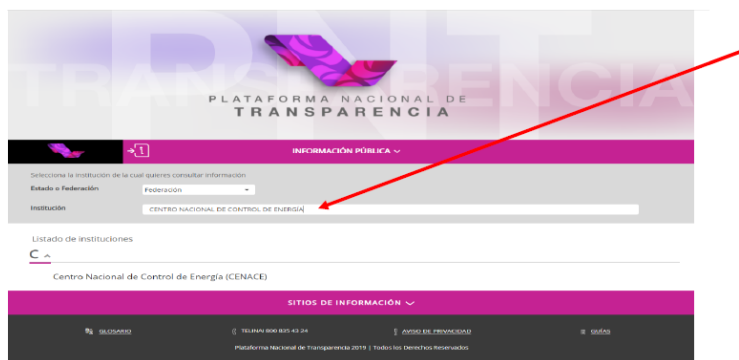 PNT
TRANSPARENCIA
PLATAFORMA NACIONAL DE
TRANSPARENCIA
INFORMACIÓN PÚBLICA
Selecciona la institución de la cual quieres consultar información
Estado o Federación Federación
Institución CENTRO NACIONAL DE CONTROL DE ENERGÍA
Listado de instituciones
C
Centro Nacional de Control de Energía (CENACE)
SITIOS DE INFORMACIÓN
GLOSARIO TELINAI 800 835 43 24 AVISO DE PRIVACIDAD GUÍAS
Plataforma Nacional de Transparencia 2019 | Todos los Derechos Reservados